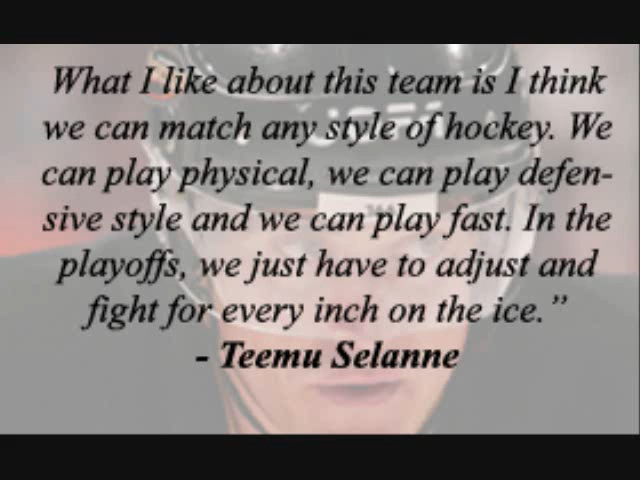 What I like about this team is I think
we can match any style of hockey. We
can play physical, we can play defen-
sive style and we can play fast. In the
playoffs, we just have to adjust and
fight for every inch on the ice.”
- Teemu Selanne